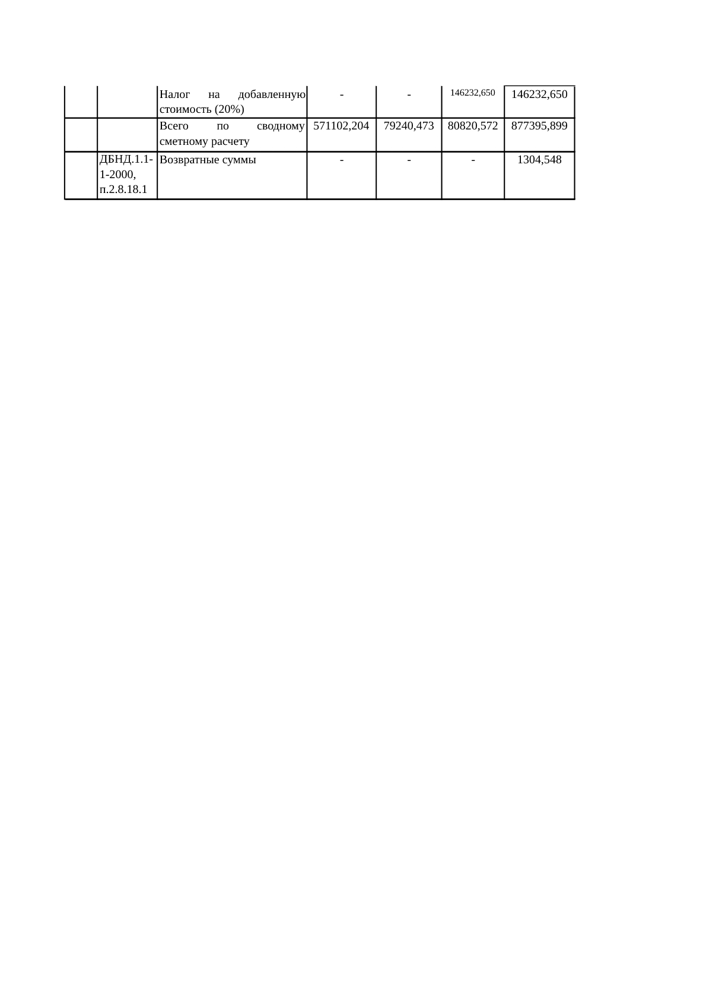 Налог на добавленную - - 146232,650 146232,650
стоимость (20%)
Всего по сводному 571102,204 79240,473 80820,572 877395,899
сметному расчету
ДБНД.1.1- Возвратные суммы - - - 1304,548
1-2000,
п.2.8.18.1